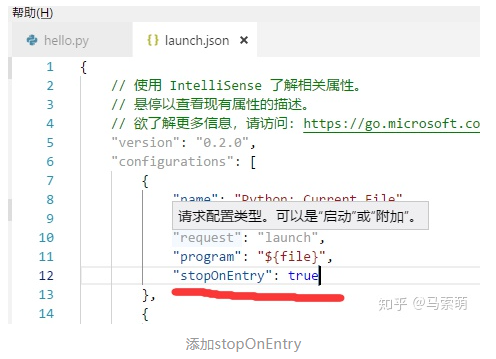 帮助(H)
hello.py
{} launch.json ×
1 {
2 // 使用 IntelliSense 了解相关属性。
3 // 悬停以查看现有属性的描述。
4 // 欲了解更多信息，请访问: https://go.microsoft.co
5 "version": "0.2.0",
6 "configurations": [
7 {
8 "name": "Python: Current File"
请求配置类型。可以是“启动”或“附加”。
9
10 "request": "launch",
11 "program": "${file}",
12 "stopOnEntry": true
13 },
14 {
知乎 @马索萌
添加stopOnEntry